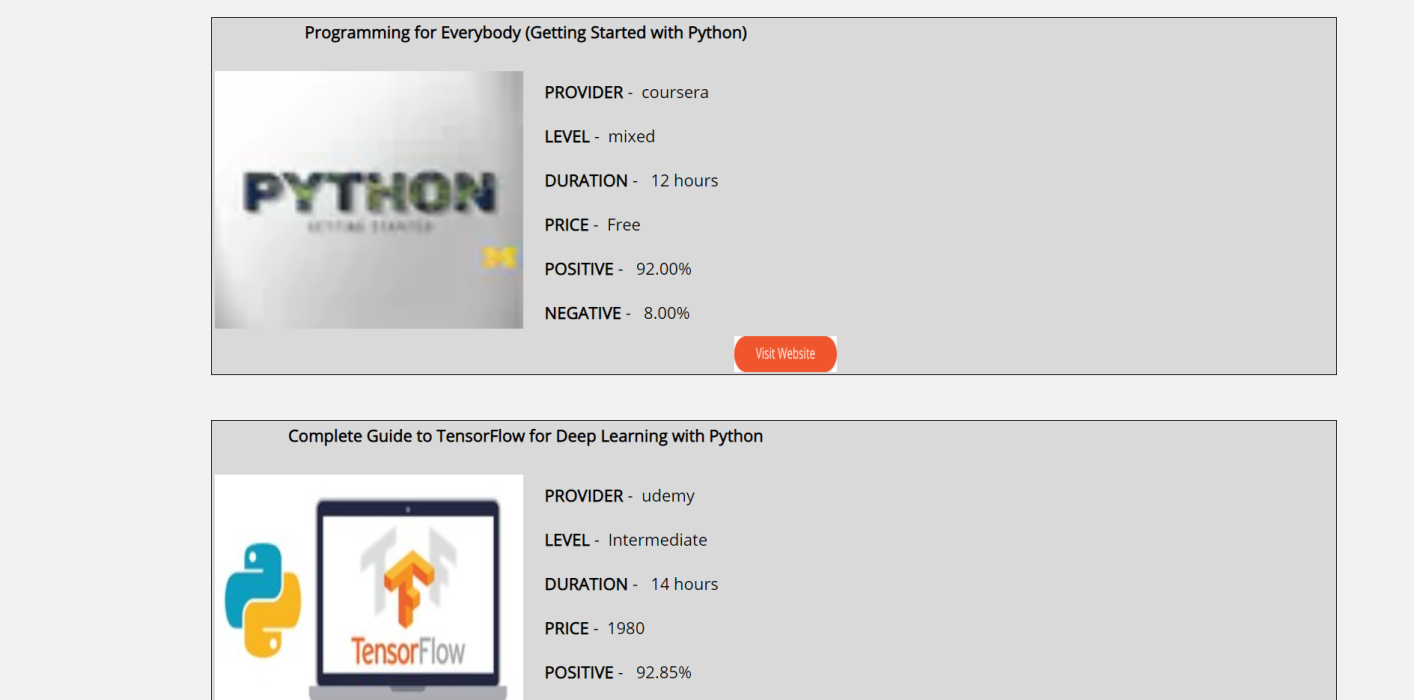 Programming for Everybody (Getting Started with Python)
PYTHON
GETTING STARTED
M
PROVIDER - coursera
LEVEL - mixed
DURATION - 12 hours
PRICE - Free
POSITIVE - 92.00%
NEGATIVE - 8.00%
Visit Website
Complete Guide to TensorFlow for Deep Learning with Python
TF
TensorFlow
PROVIDER - udemy
LEVEL - Intermediate
DURATION - 14 hours
PRICE - 1980
POSITIVE - 92.85%